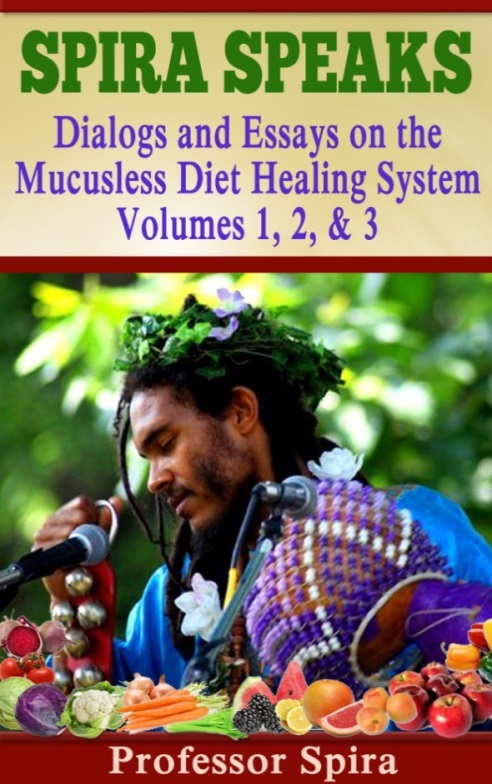 SPIRA SPEAKS
Dialogs and Essays on the
Mucusless Diet Healing System
Volumes 1, 2, & 3
Professor Spira